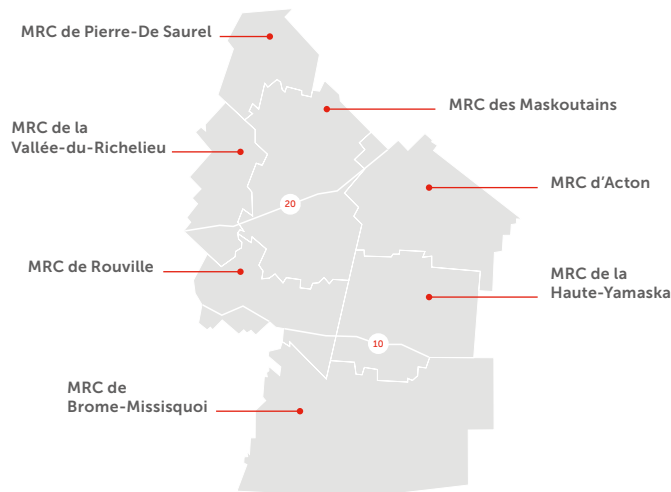 MRC de Pierre-De Saurel
MRC des Maskoutains
MRC de la
Vallée-du-Richelieu
MRC d’Acton
20
MRC de Rouville
MRC de la
Haute-Yamaska
10
MRC de
Brome-Missisquoi